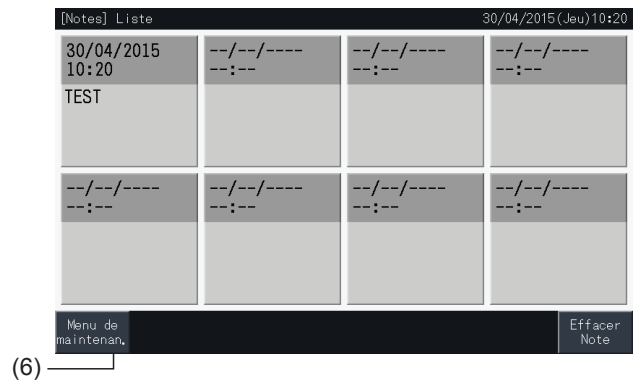 [Notes] Liste 30/04/2015(Jeu)10:20
30/04/2015 --/--/---- --/--/---- --/--/----
10:20 --:-- --:-- --:--
TEST
--/--/---- --/--/---- --/--/---- --/--/----
--:-- --:-- --:-- --:--
Menu de Effacer
maintenan. Note
(6)